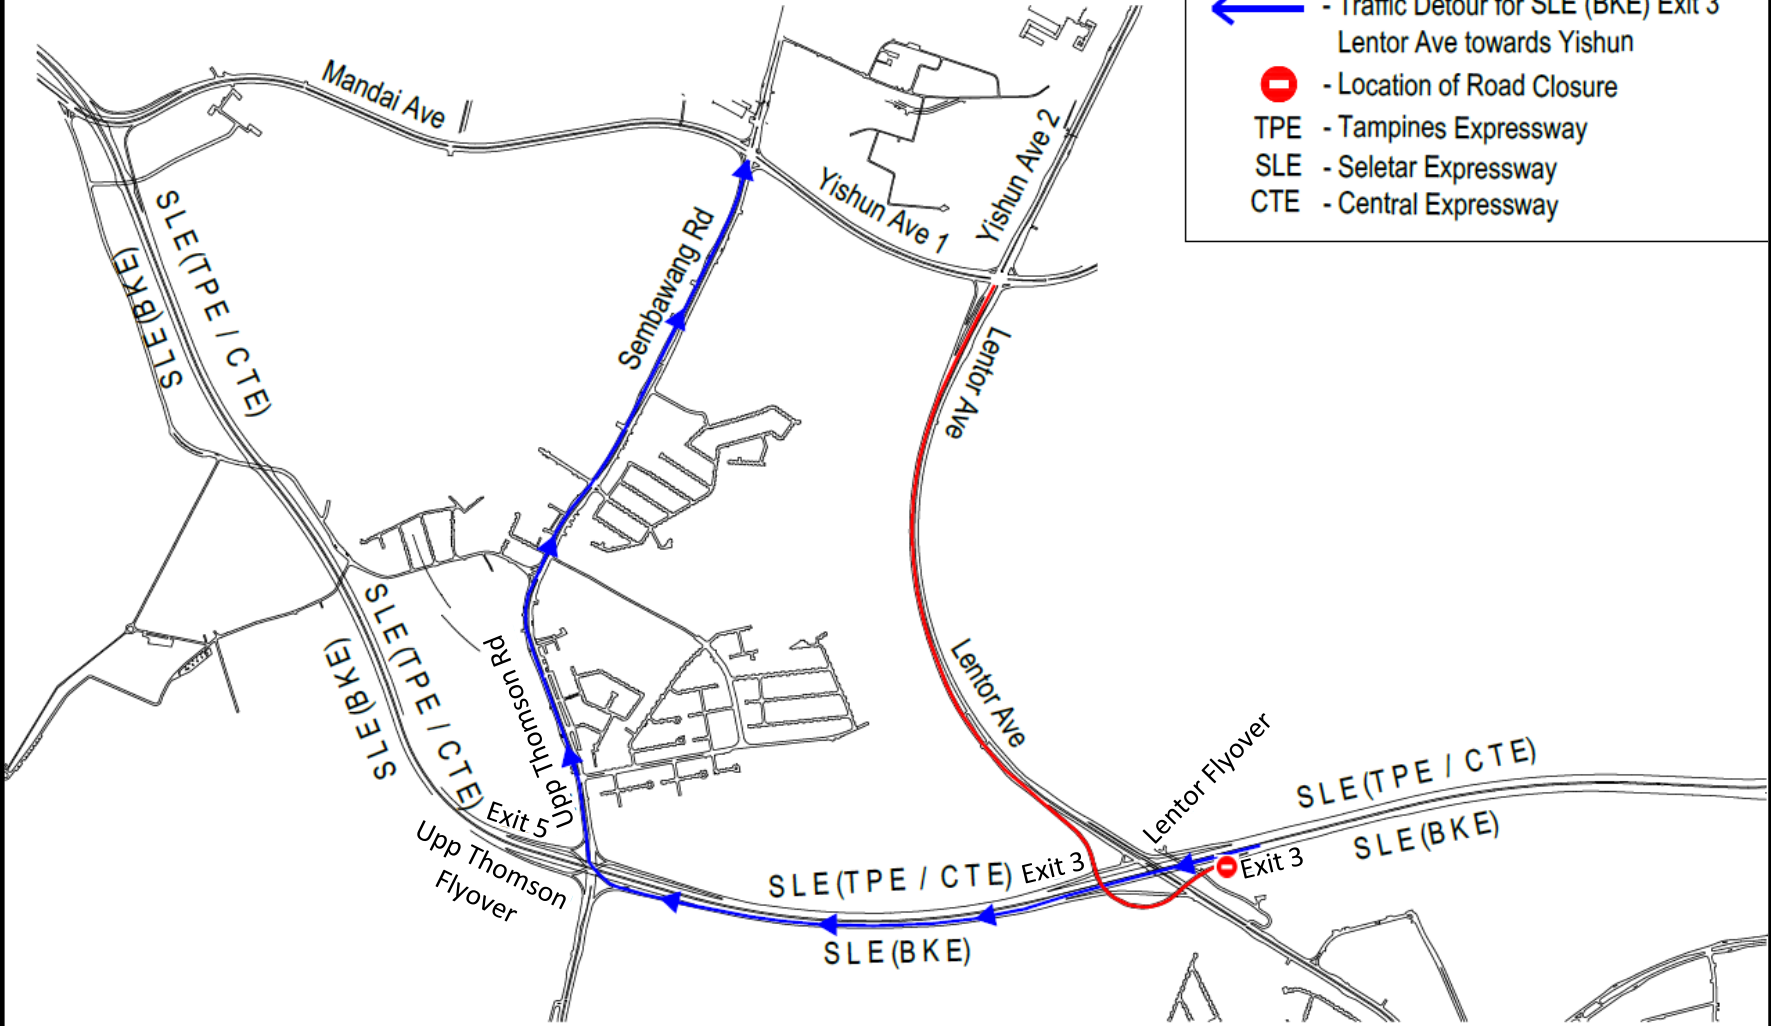 - Traffic Detour for SLE (BKE) Exit 3
Lentor Ave towards Yishun
- Location of Road Closure
TPE - Tampines Expressway
SLE - Seletar Expressway
CTE - Central Expressway
Mandai Ave
Yishun Ave 2
Yishun Ave 1
SLE (TPE / CTE)
SLE (BKE)
Sembawang Rd
Lentor Ave
SLE (TPE / CTE)
SLE (BKE)
Upp Thomson Rd
Lentor Ave
Lentor Flyover
SLE (TPE / CTE)
SLE (BKE)
Exit 5
Upp Thomson
Flyover
SLE (TPE / CTE)
Exit 3
Exit 3
SLE (BKE)